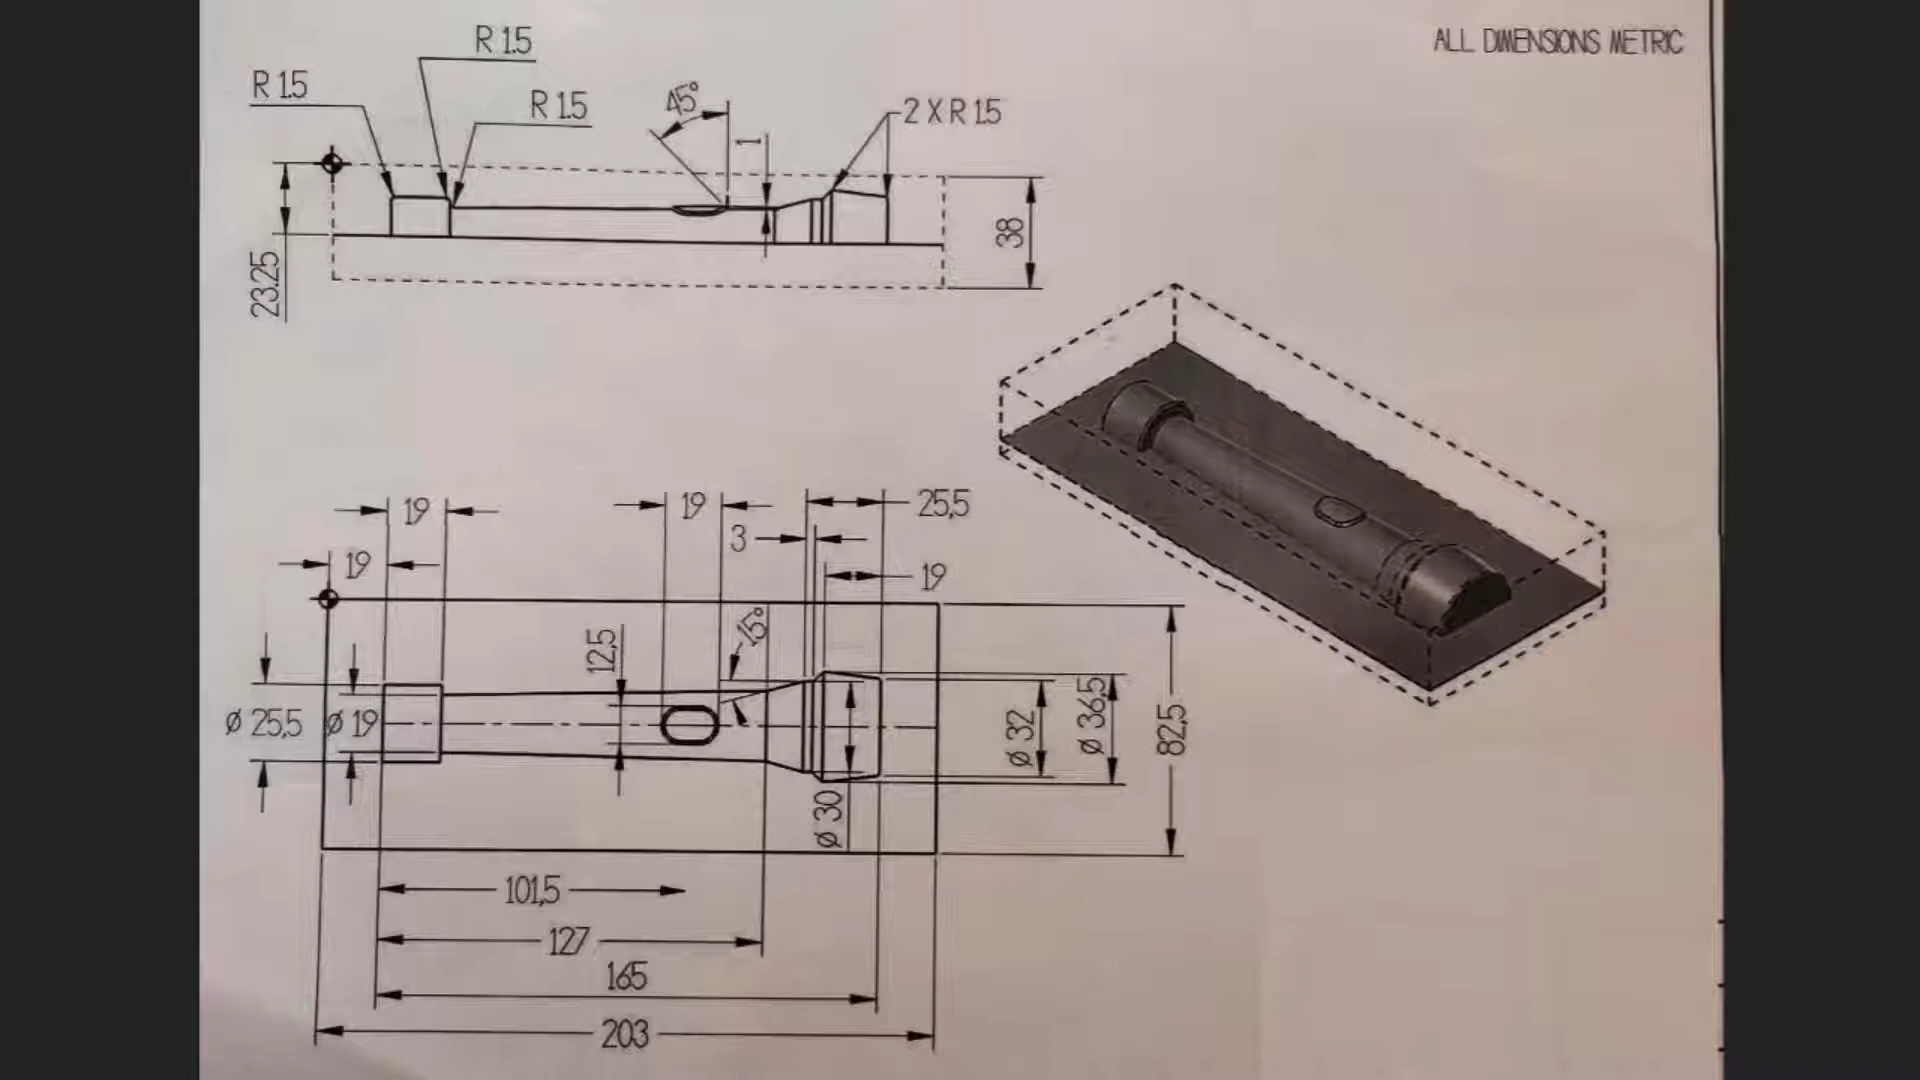 ALL DIMENSIONS METRIC
R 1.5
R 1.5
R 1.5
45°
1
2 X R 1.5
23.25
38
19
19
25,5
3
19
19
12,5
15°
Ø 25,5
Ø 19
Ø 30
Ø 32
Ø 36,5
82,5
101,5
127
165
203